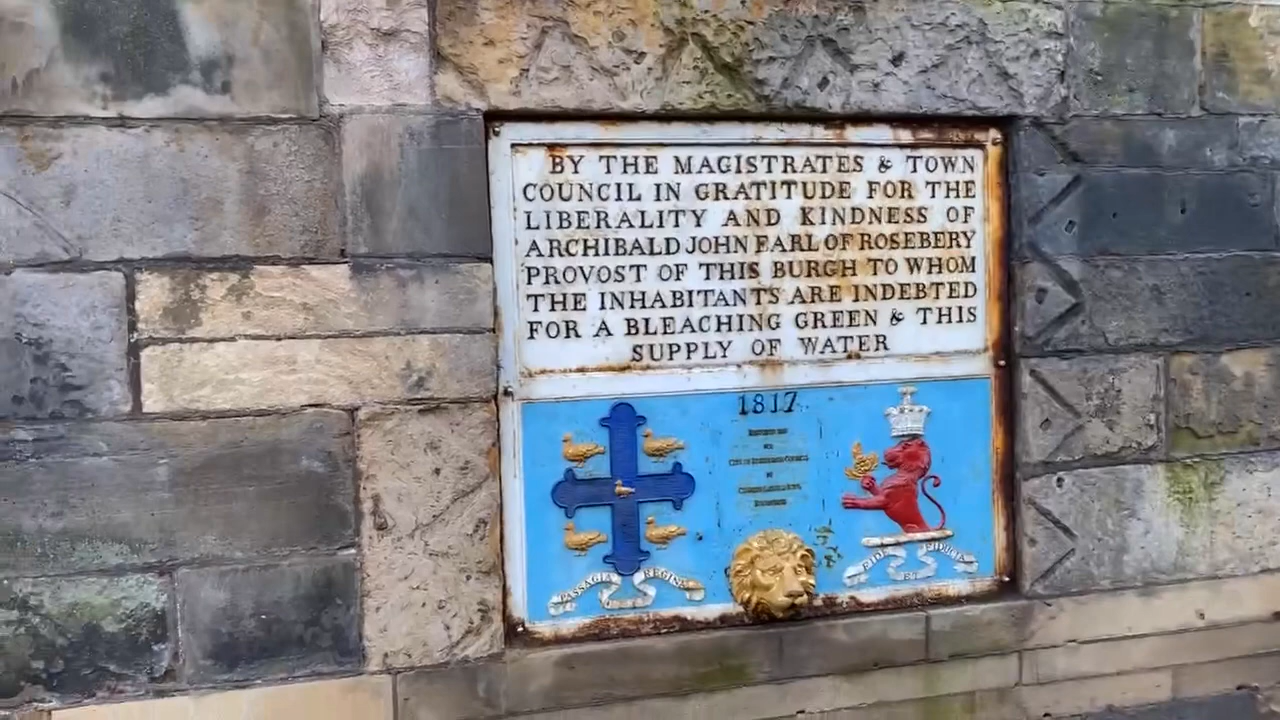 BY THE MAGISTRATES & TOWN
COUNCIL IN GRATITUDE FOR THE
LIBERALITY AND KINDNESS OF
ARCHIBALD JOHN EARL OF ROSEBERY
PROVOST OF THIS BURGH TO WHOM
THE INHABITANTS ARE INDEBTED
FOR A BLEACHING GREEN & THIS
SUPPLY OF WATER
1817
PASSAGIA REGINÆ
FIDE ET FIDUCIA